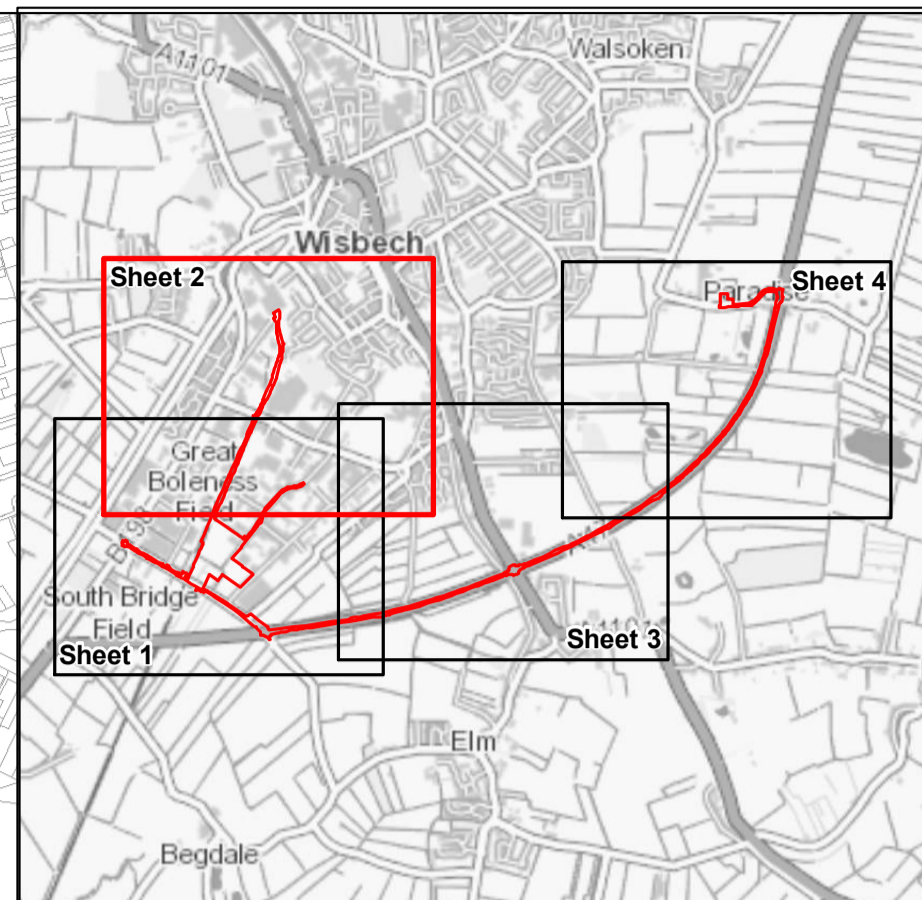 A1101
Walsoken
Wisbech
Sheet 2
Paradise
Sheet 4
Great
Boleness
Field
South Bridge
Field
Sheet 1
Sheet 3
Elm
Begdale